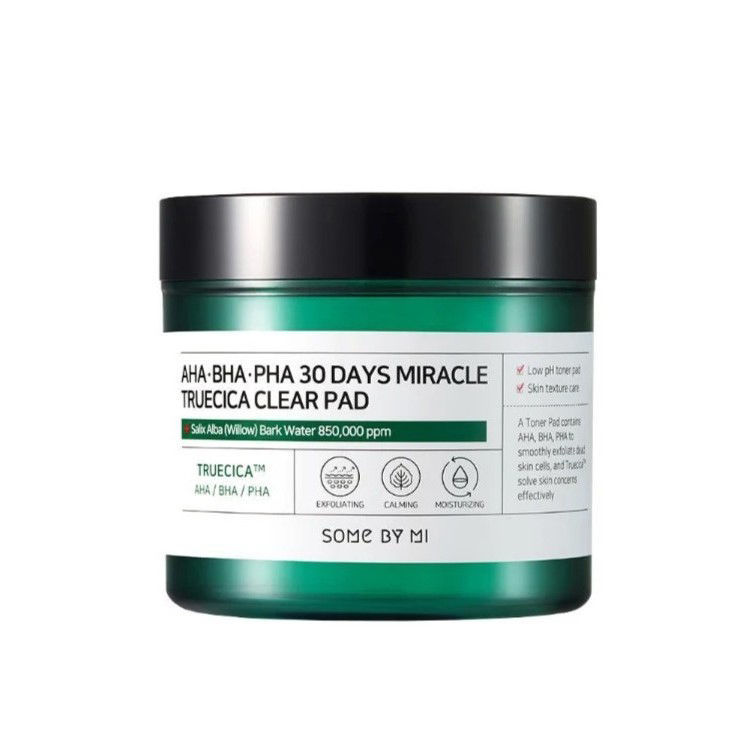 AHA·BHA·PHA 30 DAYS MIRACLE
TRUECICA CLEAR PAD
+ Salix Alba (Willow) Bark Water 850,000 ppm
TRUECICA™
AHA / BHA / PHA
EXFOLIATING CALMING MOISTURIZING
SOME BY MI
Low pH toner pad
Skin texture care
A Toner Pad contains
AHA, BHA, PHA to
smoothly exfoliate dead
skin cells, and Truecica™
solve skin concerns
effectively